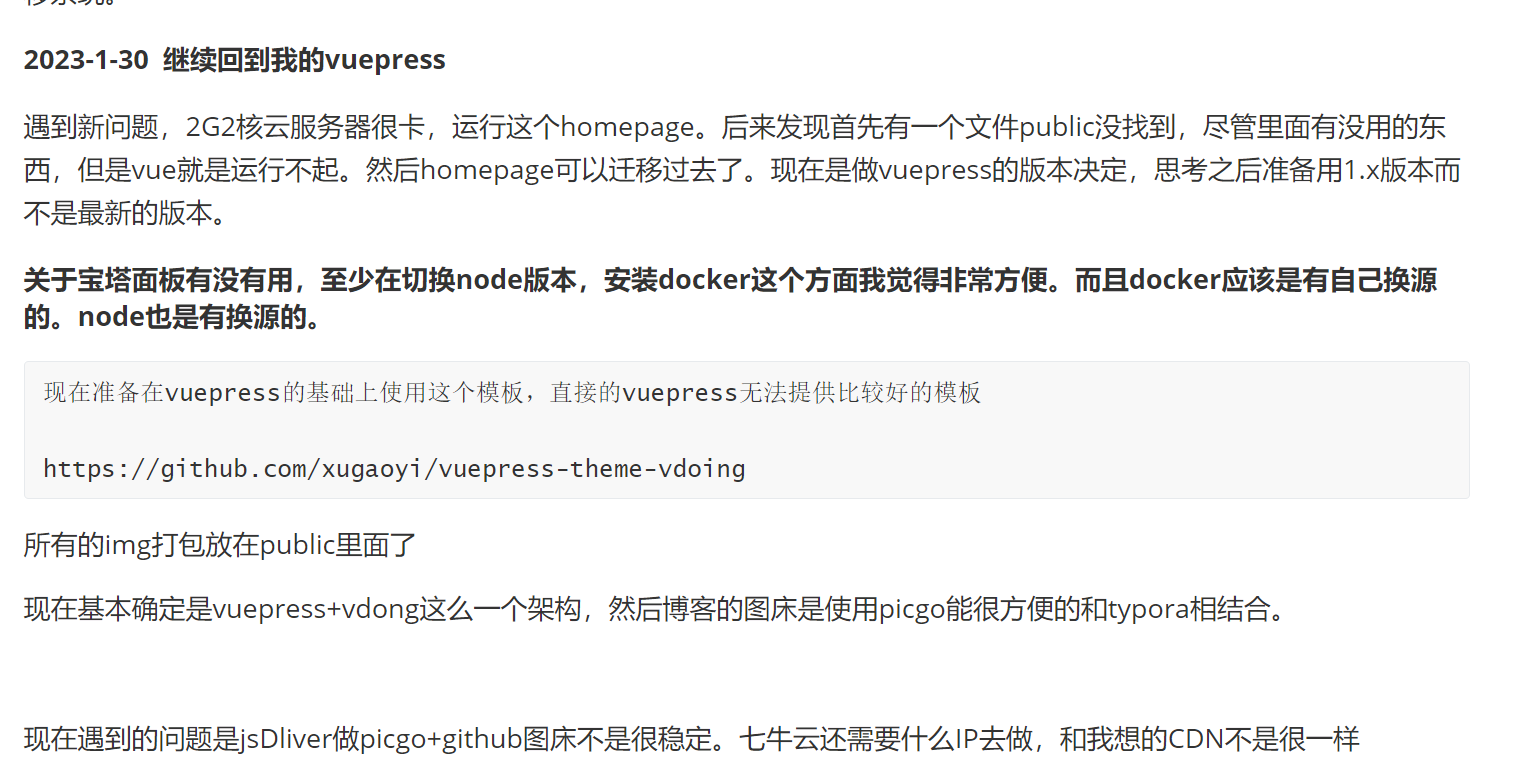 2023-1-30 继续回到我的vuepress
遇到新问题，2G2核云服务器很卡，运行这个homepage。后来发现首先有一个文件public没找到，尽管里面有没用的东
西，但是vue就是运行不起。然后homepage可以迁移过去了。现在是做vuepress的版本决定，思考之后准备用1.x版本而
不是最新的版本。
关于宝塔面板有没有用，至少在切换node版本，安装docker这个方面我觉得非常方便。而且docker应该是有自己换源
的。node也是有换源的。
现在准备在vuepress的基础上使用这个模板，直接的vuepress无法提供比较好的模板
https://github.com/xugaoyi/vuepress-theme-vdoing
所有的img打包放在public里面了
现在基本确定是vuepress+vdong这么一个架构，然后博客的图床是使用picgo能很方便的和typora相结合。
现在遇到的问题是jsDliver做picgo+github图床不是很稳定。七牛云还需要什么IP去做，和我想的CDN不是很一样